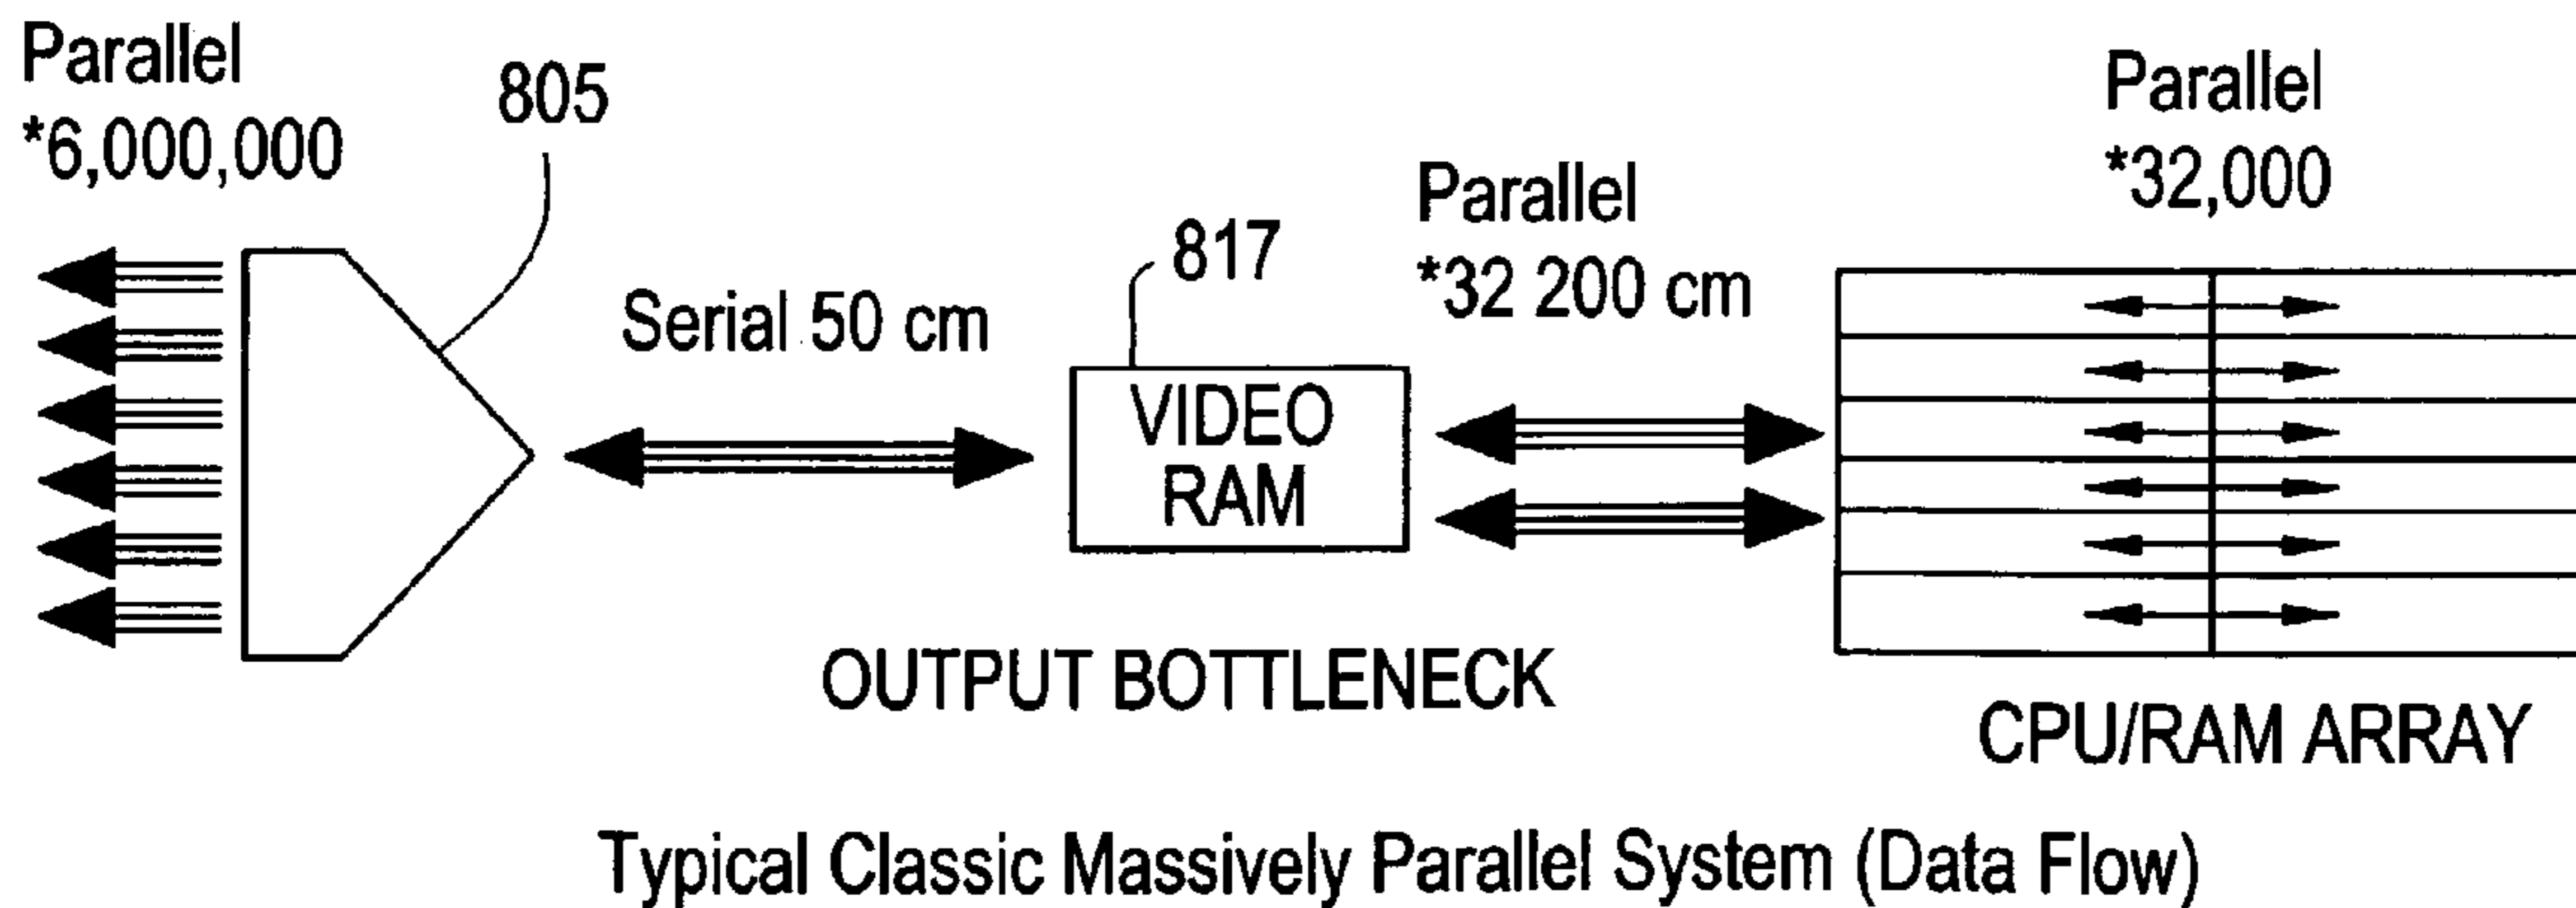 Parallel
*6,000,000
805
Serial 50 cm
817
VIDEO
RAM
Parallel
*32 200 cm
Parallel
*32,000
OUTPUT BOTTLENECK
CPU/RAM ARRAY
Typical Classic Massively Parallel System (Data Flow)